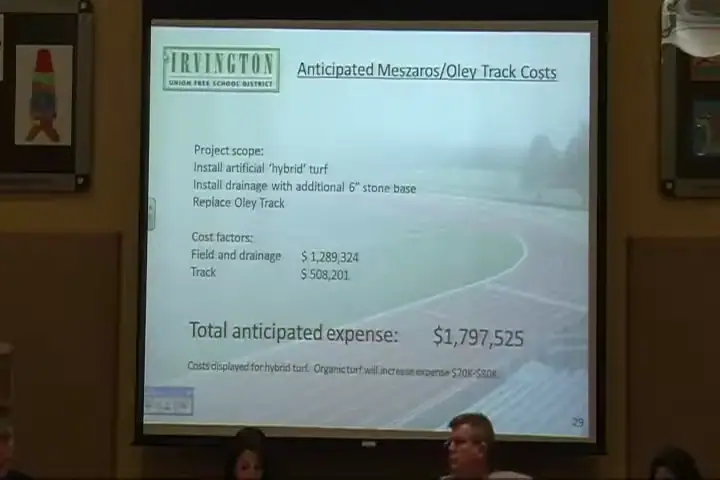 IRVINGTON
UNION FREE SCHOOL DISTRICT
Anticipated Meszaros/Oley Track Costs
Project scope:
Install artificial 'hybrid' turf
Install drainage with additional 6" stone base
Replace Oley Track
Cost factors:
Field and drainage $ 1,289,324
Track $ 508,201
Total anticipated expense: $1,797,525
Costs displayed for hybrid turf. Organic turf will increase expense $70K-$80K.
29